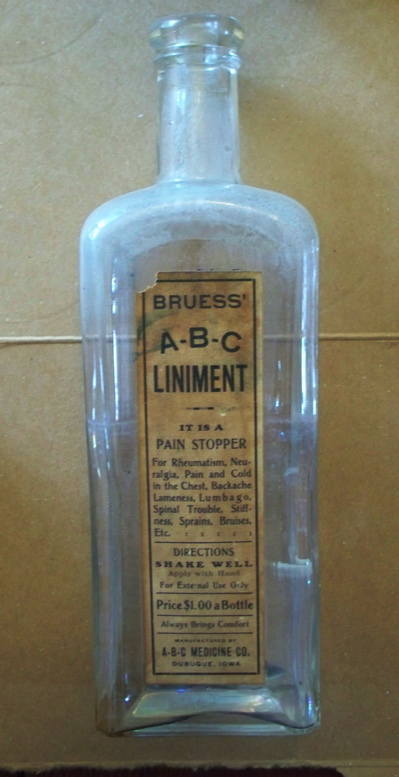 BRUESS'
A-B-C
LINIMENT
IT IS A
PAIN STOPPER
For Rheumatism, Neu-
ralgia, Pain and Cold
in the Chest, Backache
Lameness, Lumbago,
Spinal Trouble, Stiff-
ness, Sprains, Bruises,
Etc. : : : : :
DIRECTIONS
SHAKE WELL
Apply with Hand
For External Use Only
Price $1.00 a Bottle
Always Brings Comfort
MANUFACTURED BY
A-B-C MEDICINE CO.
DUBUQUE, IOWA